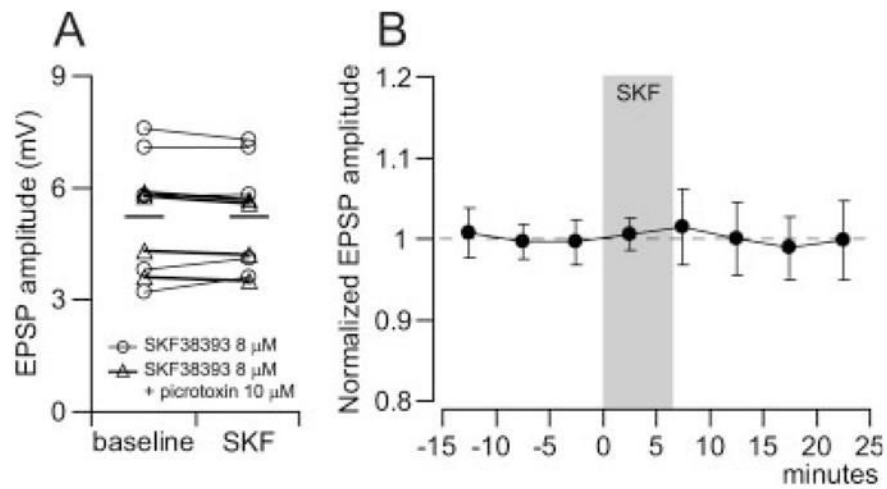 A
EPSP amplitude (mV)
9
6
3
0
SKF38393 8 μM
SKF38393 8 μM
+ picrotoxin 10 μM
baseline SKF
B
Normalized EPSP amplitude
1.2
1.1
1
0.9
0.8
SKF
-15 -10 -5 0 5 10 15 20 25
minutes